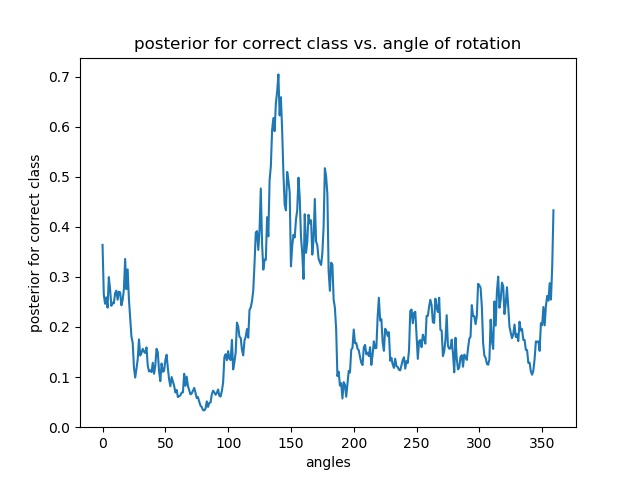 posterior for correct class vs. angle of rotation
posterior for correct class
0.7
0.6
0.5
0.4
0.3
0.2
0.1
0.0
0 50 100 150 200 250 300 350
angles